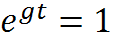 e^{gt} = 1